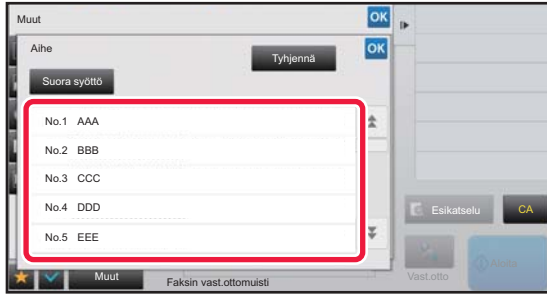 Muut
OK
Aihe
Tyhjennä
OK
Suora syöttö
No.1 AAA
No.2 BBB
No.3 CCC
No.4 DDD
No.5 EEE
Esikatselu
CA
Muut
Faksin vast.ottomuisti
Vast.otto
Aloita